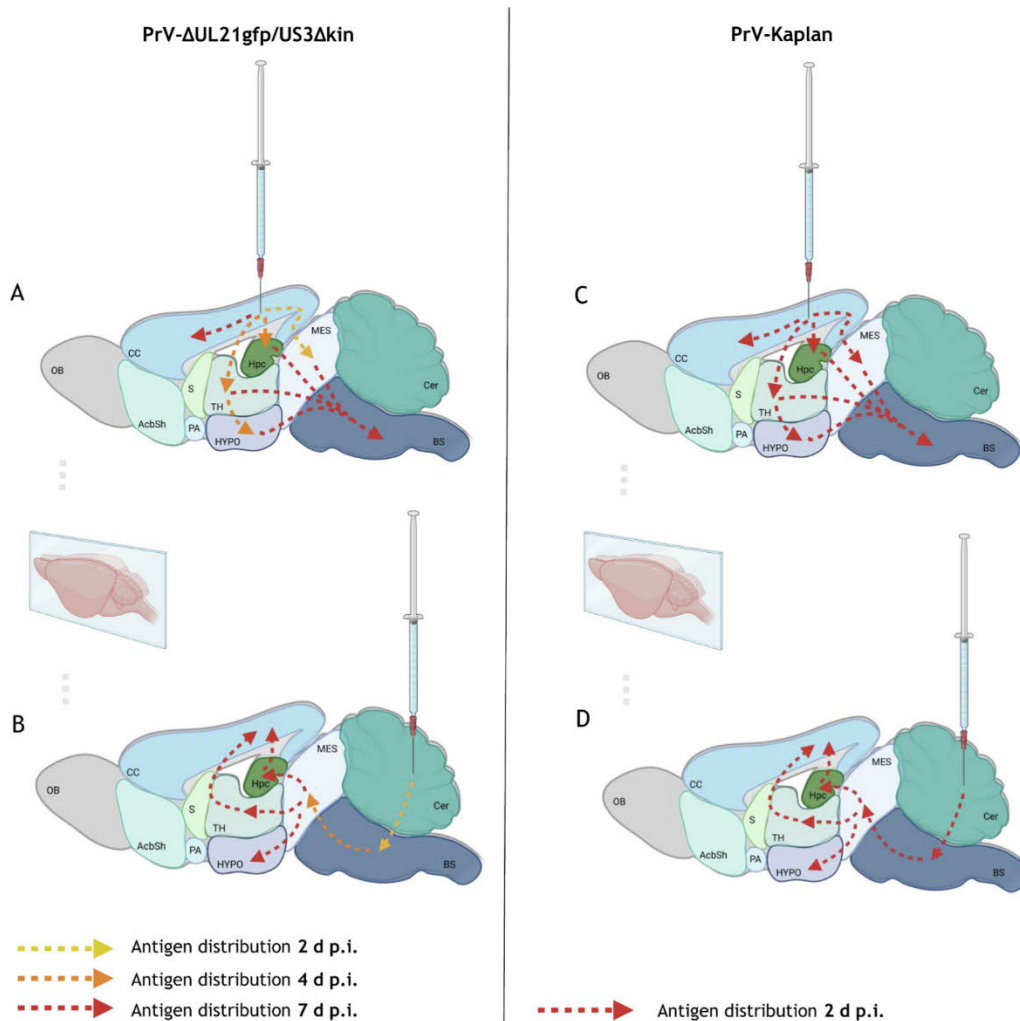 PrV-ΔUL21gfp/US3Δkin
PrV-Kaplan
A
OB
CC
AcbSh
S
PA
TH
HYPO
Hpc
MES
Cer
BS
C
OB
CC
AcbSh
S
PA
TH
HYPO
Hpc
MES
Cer
BS
B
OB
CC
AcbSh
S
PA
TH
HYPO
Hpc
MES
Cer
BS
D
OB
CC
AcbSh
S
PA
TH
HYPO
Hpc
MES
Cer
BS
Antigen distribution 2 d p.i.
Antigen distribution 4 d p.i.
Antigen distribution 7 d p.i.
Antigen distribution 2 d p.i.